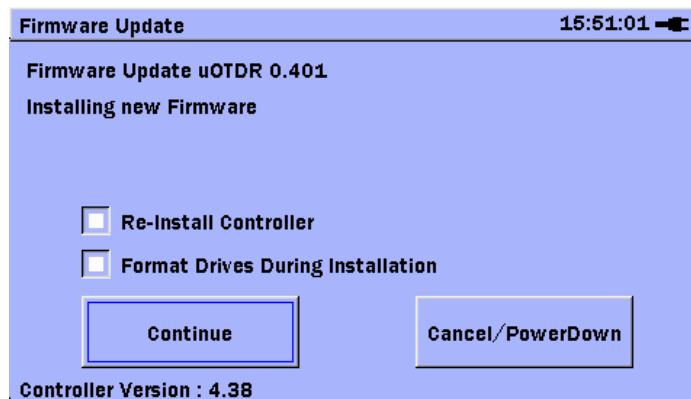 Firmware Update 15:51:01
Firmware Update uOTDR 0.401
Installing new Firmware
Re-Install Controller
Format Drives During Installation
Continue Cancel/PowerDown
Controller Version : 4.38